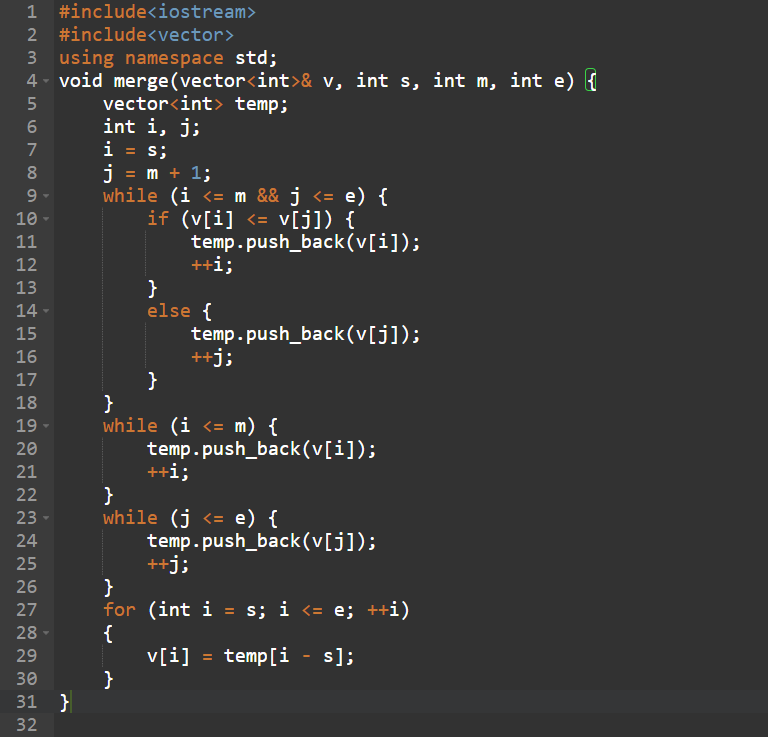 1 #include<iostream>
2 #include<vector>
3 using namespace std;
4 void merge(vector<int>& v, int s, int m, int e) {
5     vector<int> temp;
6     int i, j;
7     i = s;
8     j = m + 1;
9     while (i <= m && j <= e) {
10         if (v[i] <= v[j]) {
11             temp.push_back(v[i]);
12             ++i;
13         }
14         else {
15             temp.push_back(v[j]);
16             ++j;
17         }
18     }
19     while (i <= m) {
20         temp.push_back(v[i]);
21         ++i;
22     }
23     while (j <= e) {
24         temp.push_back(v[j]);
25         ++j;
26     }
27     for (int i = s; i <= e; ++i)
28     {
29         v[i] = temp[i - s];
30     }
31 }
32